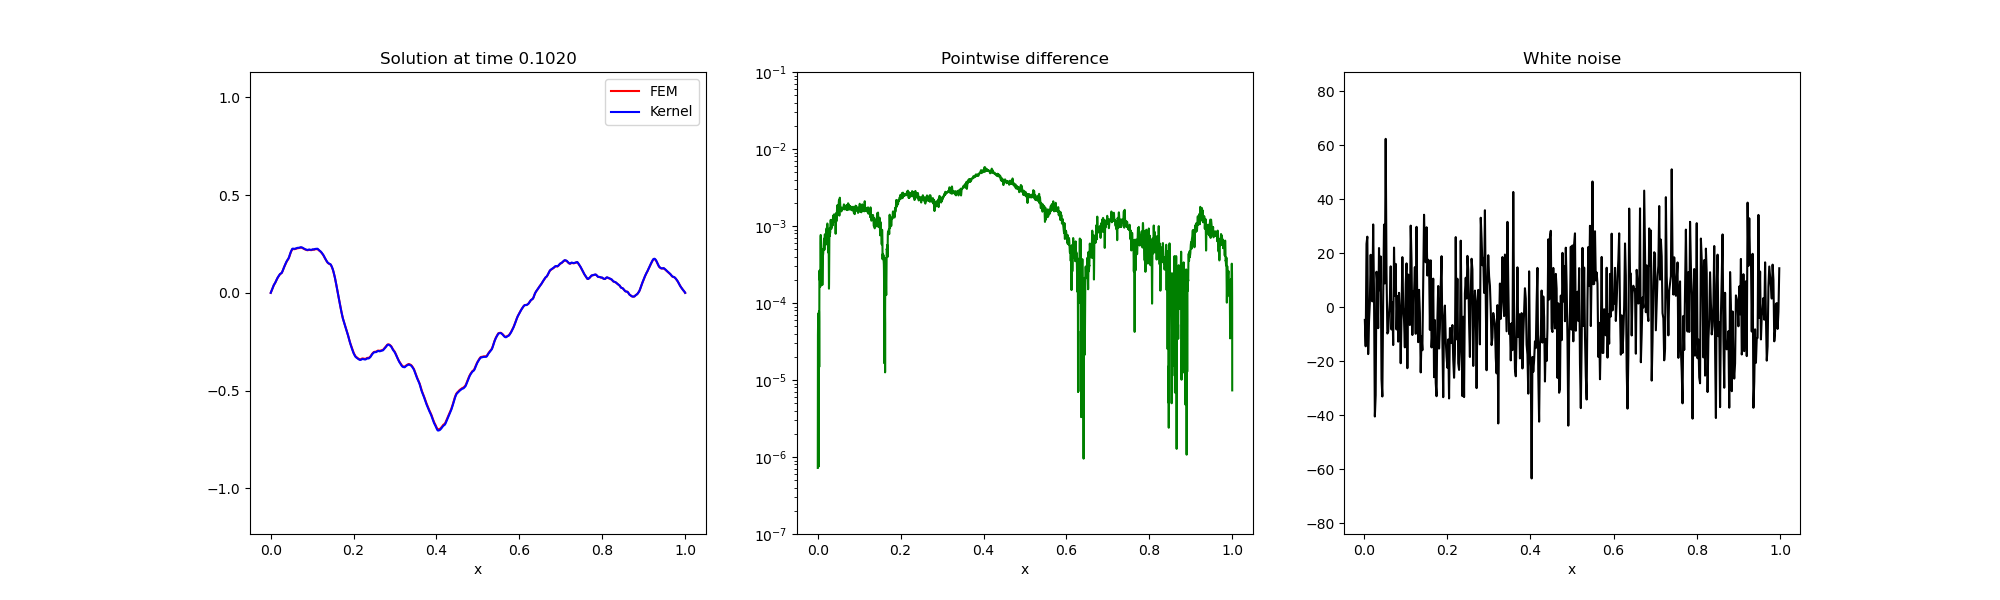 Solution at time 0.1020
1.0
0.5
0.0
−0.5
−1.0
FEM
Kernel
0.0 0.2 0.4 0.6 0.8 1.0
x
Pointwise difference
10⁻¹
10⁻²
10⁻³
10⁻⁴
10⁻⁵
10⁻⁶
10⁻⁷
0.0 0.2 0.4 0.6 0.8 1.0
x
White noise
80
60
40
20
0
−20
−40
−60
−80
0.0 0.2 0.4 0.6 0.8 1.0
x